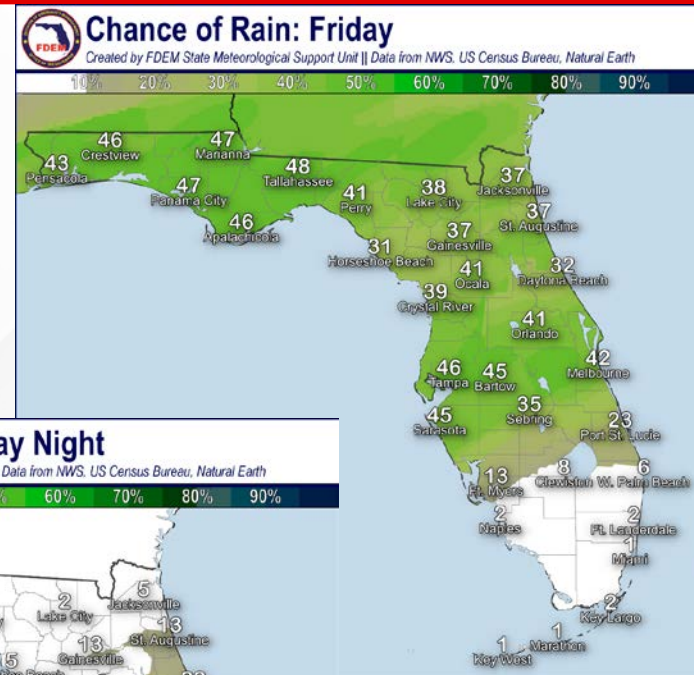 FDEM
Chance of Rain: Friday
Created by FDEM State Meteorological Support Unit || Data from NWS, US Census Bureau, Natural Earth
10% 20% 30% 40% 50% 60% 70% 80% 90%
46
Crestview
47
Marianna
43
Pensacola
48
Tallahassee
47
Panama City
46
Apalachicola
41
Perry
38
Lake City
37
Jacksonville
37
St. Augustine
37
Gainesville
31
Horseshoe Beach
41
Ocala
32
Daytona Beach
39
Crystal River
41
Orlando
42
Melbourne
46
Tampa
45
Bartow
35
Sebring
45
Sarasota
23
Port St. Lucie
13
Ft. Myers
8
Clewiston
6
W. Palm Beach
2
Naples
2
Ft. Lauderdale
1
Miami
2
Key Largo
1
Marathon
1
Key West
ay Night
Data from NWS, US Census Bureau, Natural Earth
60% 70% 80% 90%
2
Lake City
5
Jacksonville
13
St. Augustine
13
Gainesville